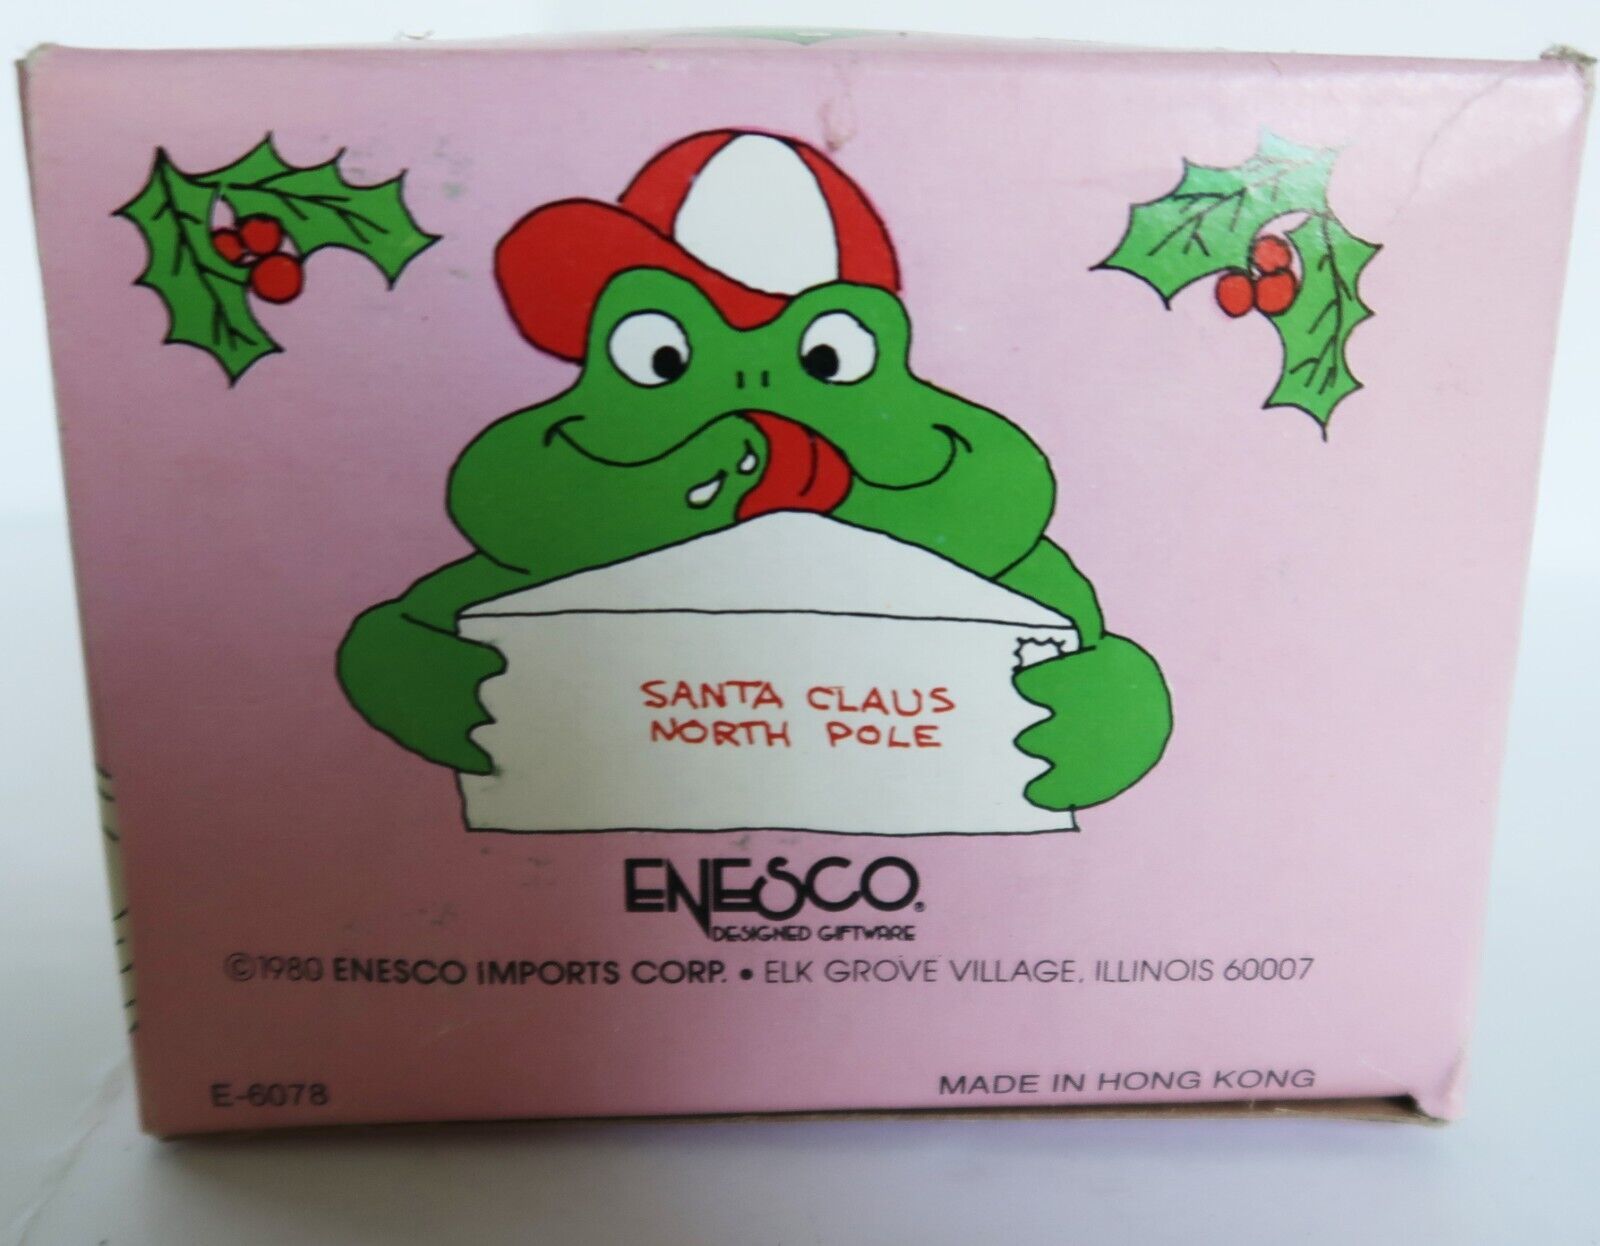 SANTA CLAUS
NORTH POLE
ENESCO®
DESIGNED GIFTWARE
©1980 ENESCO IMPORTS CORP. • ELK GROVE VILLAGE, ILLINOIS 60007
E-6078
MADE IN HONG KONG